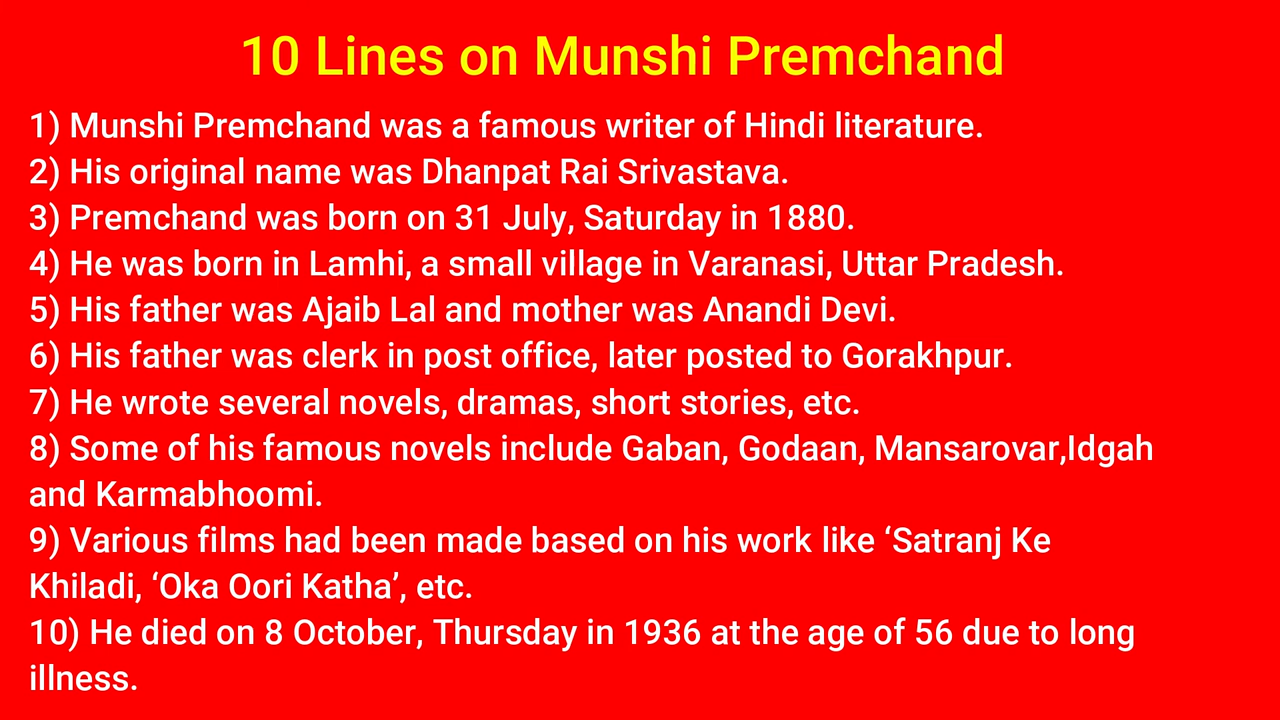 10 Lines on Munshi Premchand
1) Munshi Premchand was a famous writer of Hindi literature.
2) His original name was Dhanpat Rai Srivastava.
3) Premchand was born on 31 July, Saturday in 1880.
4) He was born in Lamhi, a small village in Varanasi, Uttar Pradesh.
5) His father was Ajaib Lal and mother was Anandi Devi.
6) His father was clerk in post office, later posted to Gorakhpur.
7) He wrote several novels, dramas, short stories, etc.
8) Some of his famous novels include Gaban, Godaan, Mansarovar,Idgah
and Karmabhoomi.
9) Various films had been made based on his work like ‘Satranj Ke
Khiladi, ‘Oka Oori Katha’, etc.
10) He died on 8 October, Thursday in 1936 at the age of 56 due to long
illness.